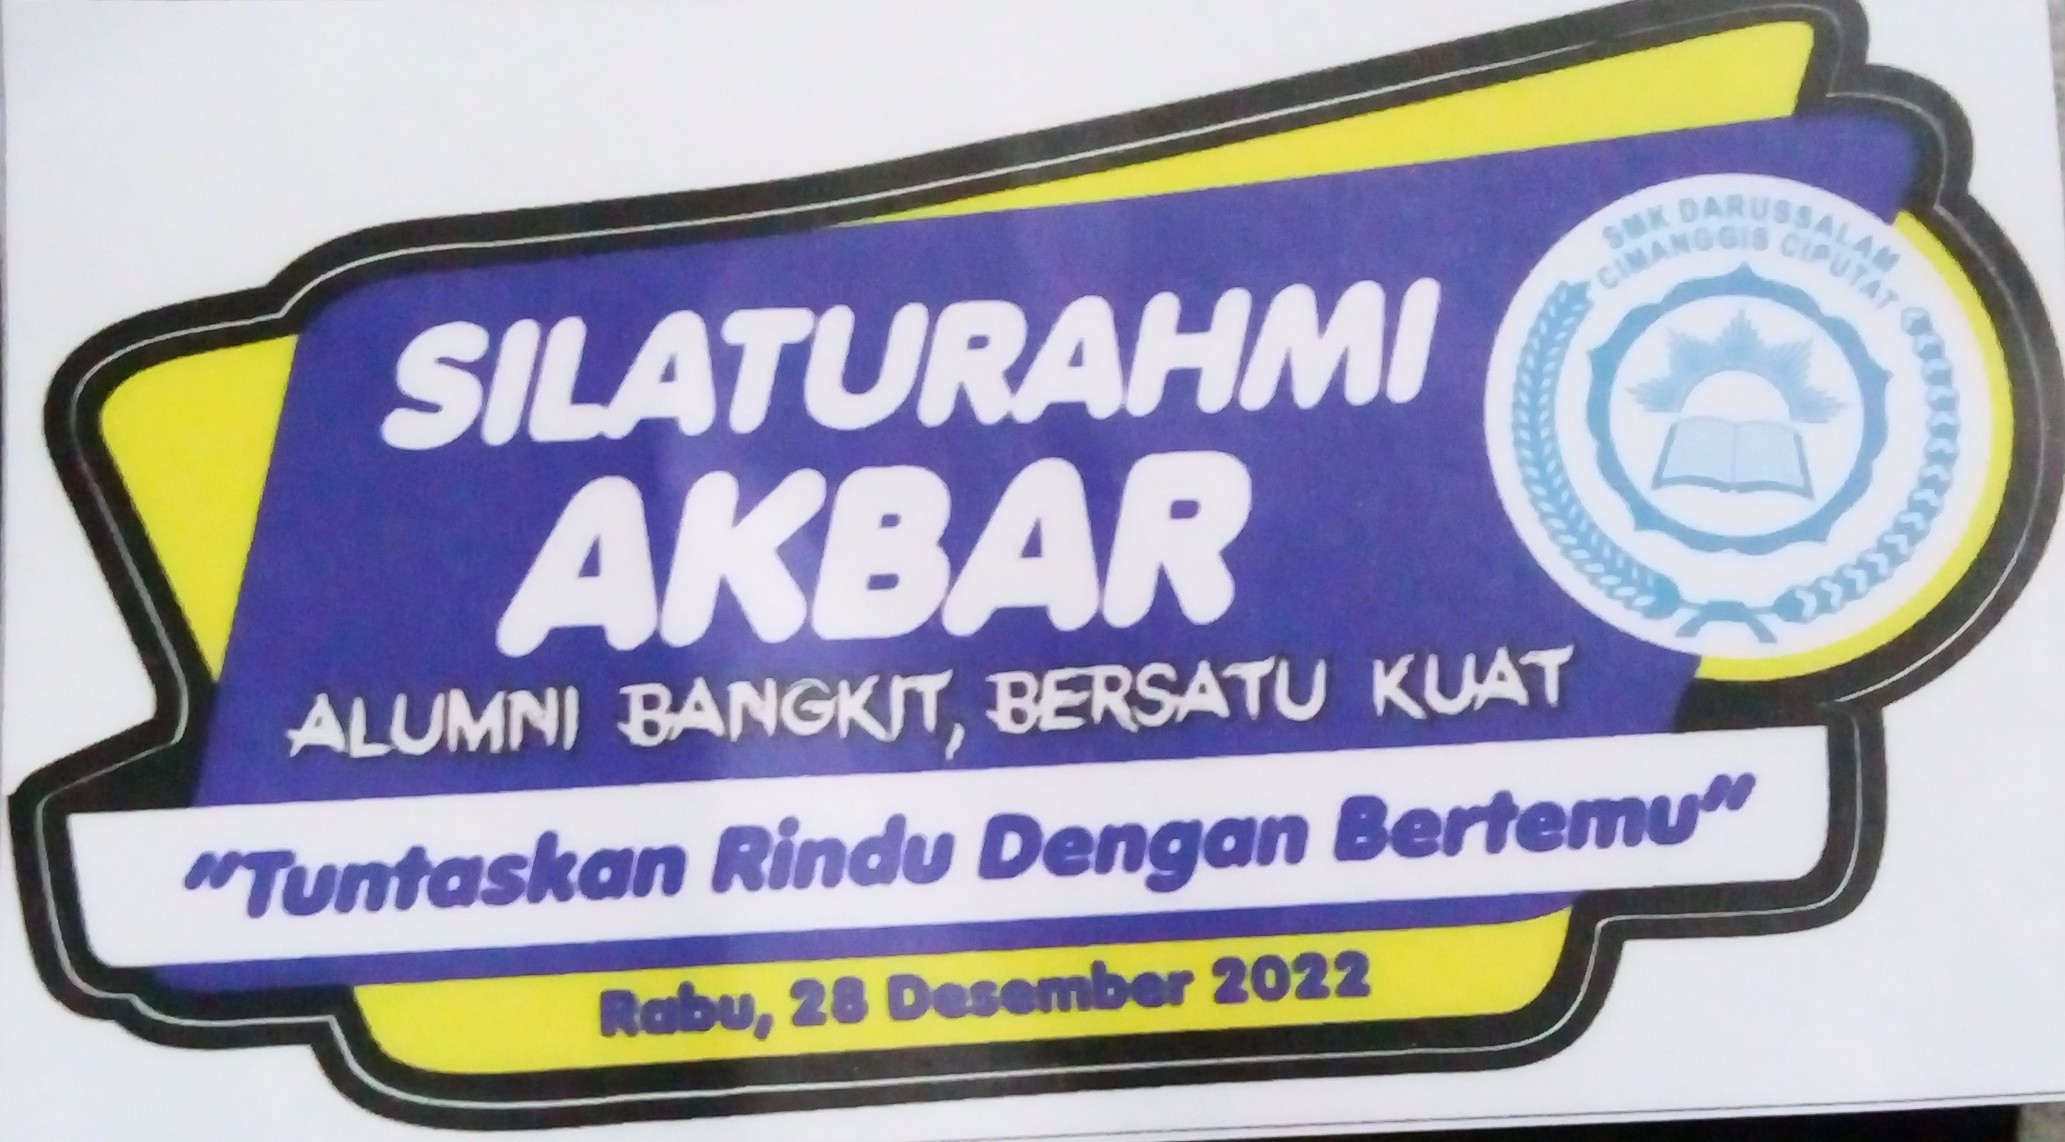 SMK DARUSSALAM
CIMANGGIS CIPUTAT
SILATURAHMI
AKBAR
ALUMNI BANGKIT, BERSATU KUAT
"Tuntaskan Rindu Dengan Bertemu"
Rabu, 28 Desember 2022